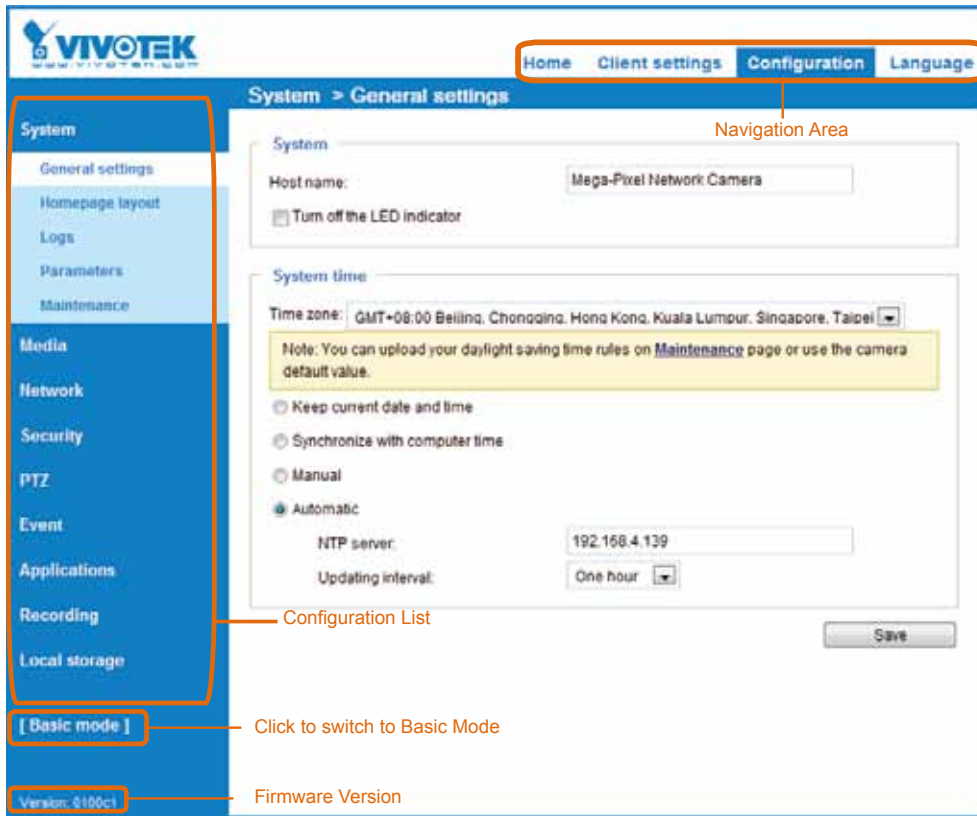 VIVOTEK
www.vivotek.com
Home Client settings Configuration Language
System > General settings
Navigation Area
System
General settings
Homepage layout
Logs
Parameters
Maintenance
Media
Network
Security
PTZ
Event
Applications
Recording
Local storage
[ Basic mode ]
Version: 0100c1
System
Host name: Mega-Pixel Network Camera
Turn off the LED indicator
System time
Time zone: GMT+08:00 Beijing, Chongqing, Hong Kong, Kuala Lumpur, Singapore, Taipei
Note: You can upload your daylight saving time rules on Maintenance page or use the camera
default value.
Keep current date and time
Synchronize with computer time
Manual
Automatic
NTP server: 192.168.4.139
Updating interval: One hour
Save
Configuration List
Click to switch to Basic Mode
Firmware Version